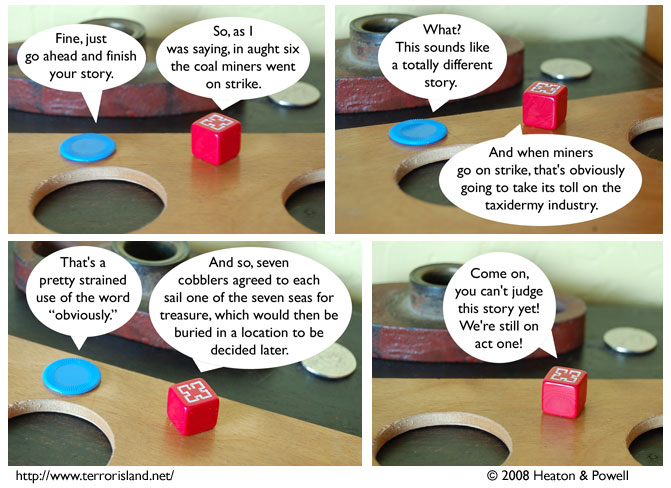 Fine, just
go ahead and finish
your story.
So, as I
was saying, in aught six
the coal miners went
on strike.
What?
This sounds like
a totally different
story.
And when miners
go on strike, that's obviously
going to take its toll on the
taxidermy industry.
That's a
pretty strained
use of the word
“obviously.”
And so, seven
cobblers agreed to each
sail one of the seven seas for
treasure, which would then be
buried in a location to be
decided later.
Come on,
you can't judge
this story yet!
We're still on
act one!
http://www.terrorisland.net/
© 2008 Heaton & Powell